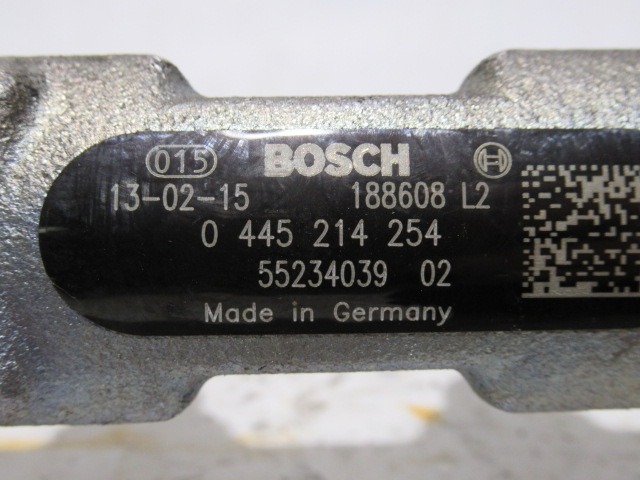 015 BOSCH
13-02-15 188608 L2
0 445 214 254
55234039 02
Made in Germany